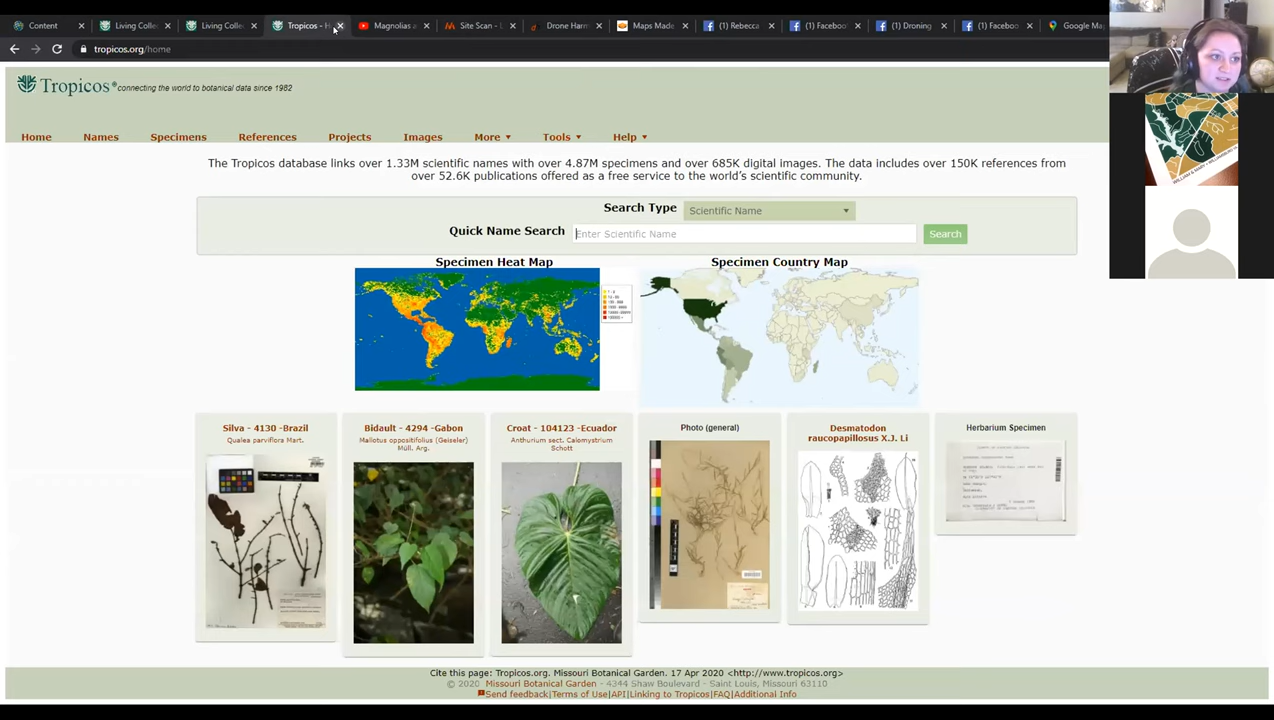 Content
Living Colle
Living Colle
Tropicos - H
Magnolias a
Site Scan -
Drone Harm
Maps Made
(1) Rebecca
(1) Facebo
(1) Droning
(1) Facebo
Google Ma
tropicos.org/home
Tropicos® connecting the world to botanical data since 1982
Home Names Specimens References Projects Images More Tools Help
The Tropicos database links over 1.33M scientific names with over 4.87M specimens and over 685K digital images. The data includes over 150K references from
over 52.6K publications offered as a free service to the world's scientific community.
Search Type Scientific Name
Quick Name Search Enter Scientific Name Search
Specimen Heat Map Specimen Country Map
Silva - 4130 -Brazil
Qualea parviflora Mart.
Bidault - 4294 -Gabon
Mallotus oppositifolius (Geiseler)
Müll. Arg.
Croat - 104123 -Ecuador
Anthurium sect. Calomystrium
Schott
Photo (general)
Desmatodon
raucopapillosus X.J. Li
Herbarium Specimen
WILLIAM & MARY • WILLIAMSBURG
Cite this page: Tropicos.org. Missouri Botanical Garden. 17 Apr 2020 <http://www.tropicos.org>
© 2020 Missouri Botanical Garden - 4344 Shaw Boulevard - Saint Louis, Missouri 63110
Send feedback|Terms of Use|API|Linking to Tropicos|FAQ|Additional Info